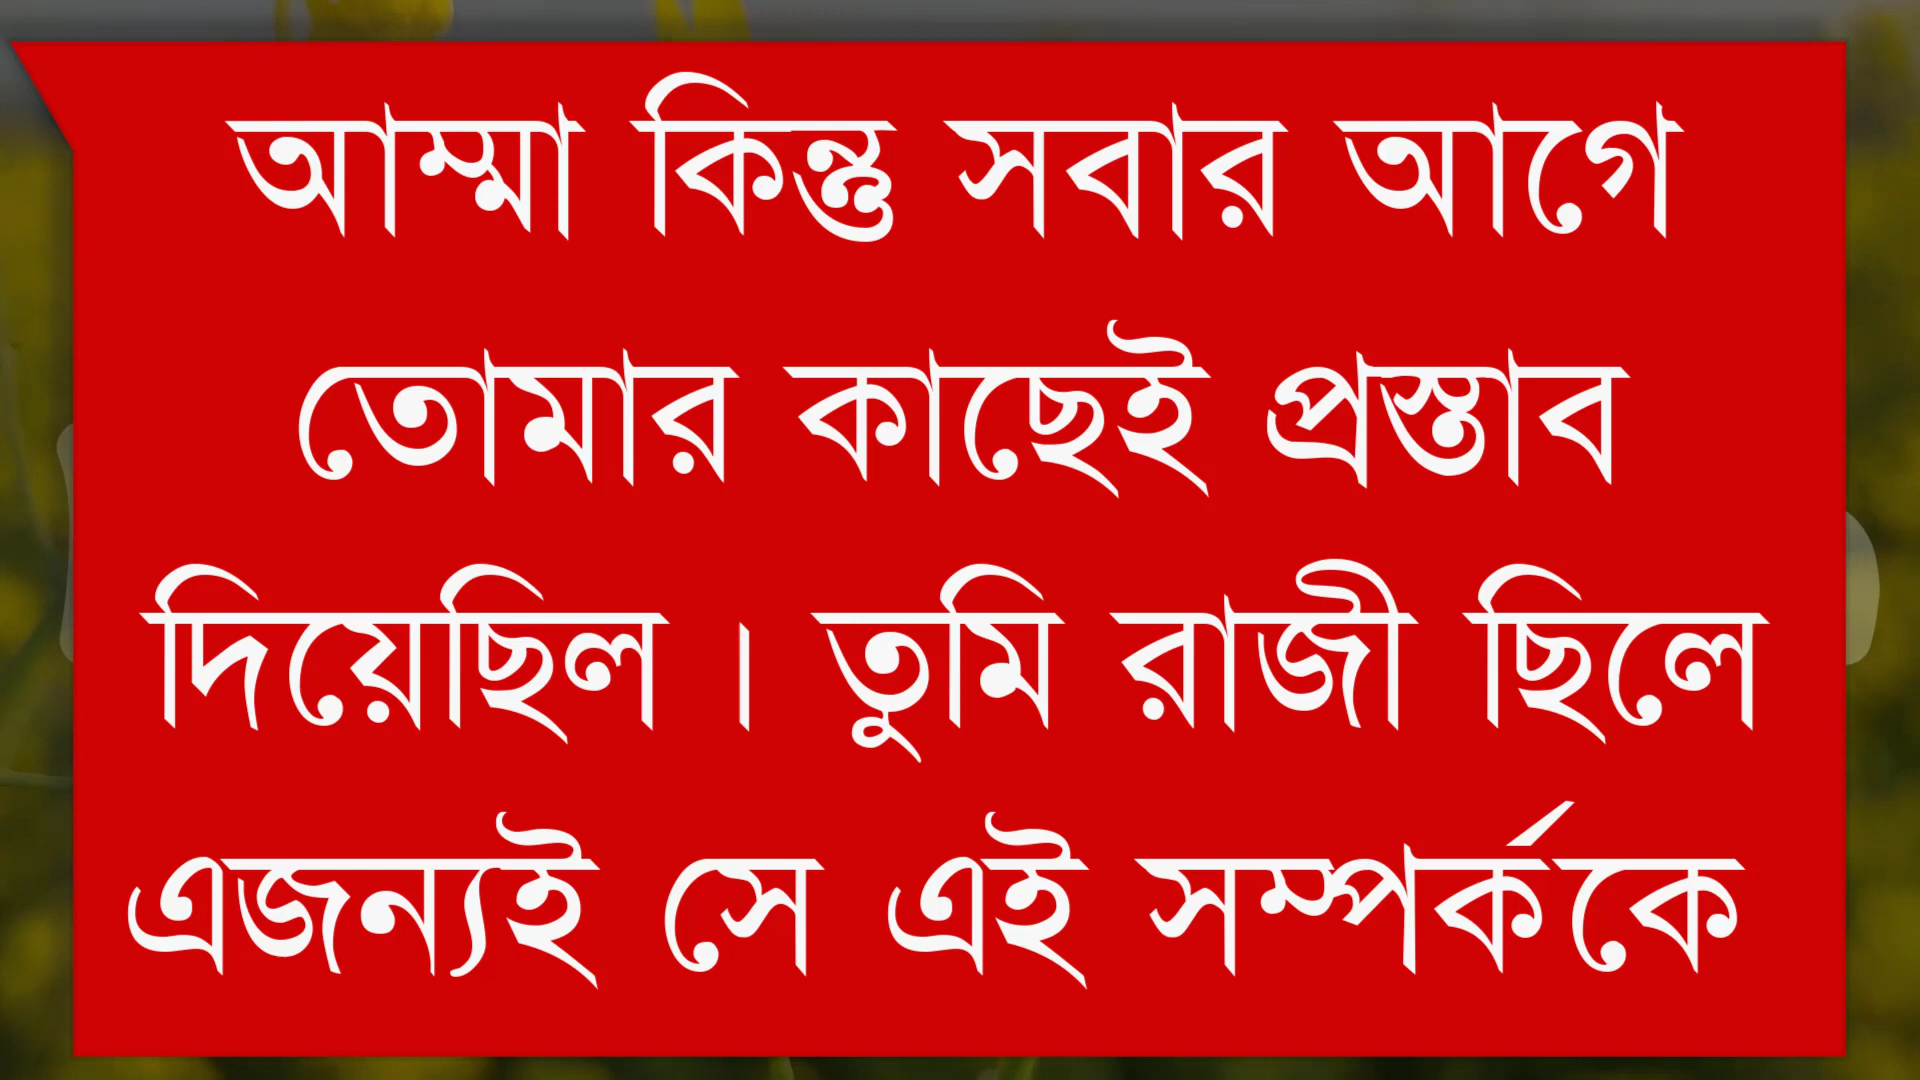 আম্মা কিন্তু সবার আগে
তোমার কাছেই প্রস্তাব
দিয়েছিল । তুমি রাজী ছিলে
এজন্যই সে এই সম্পর্ককে